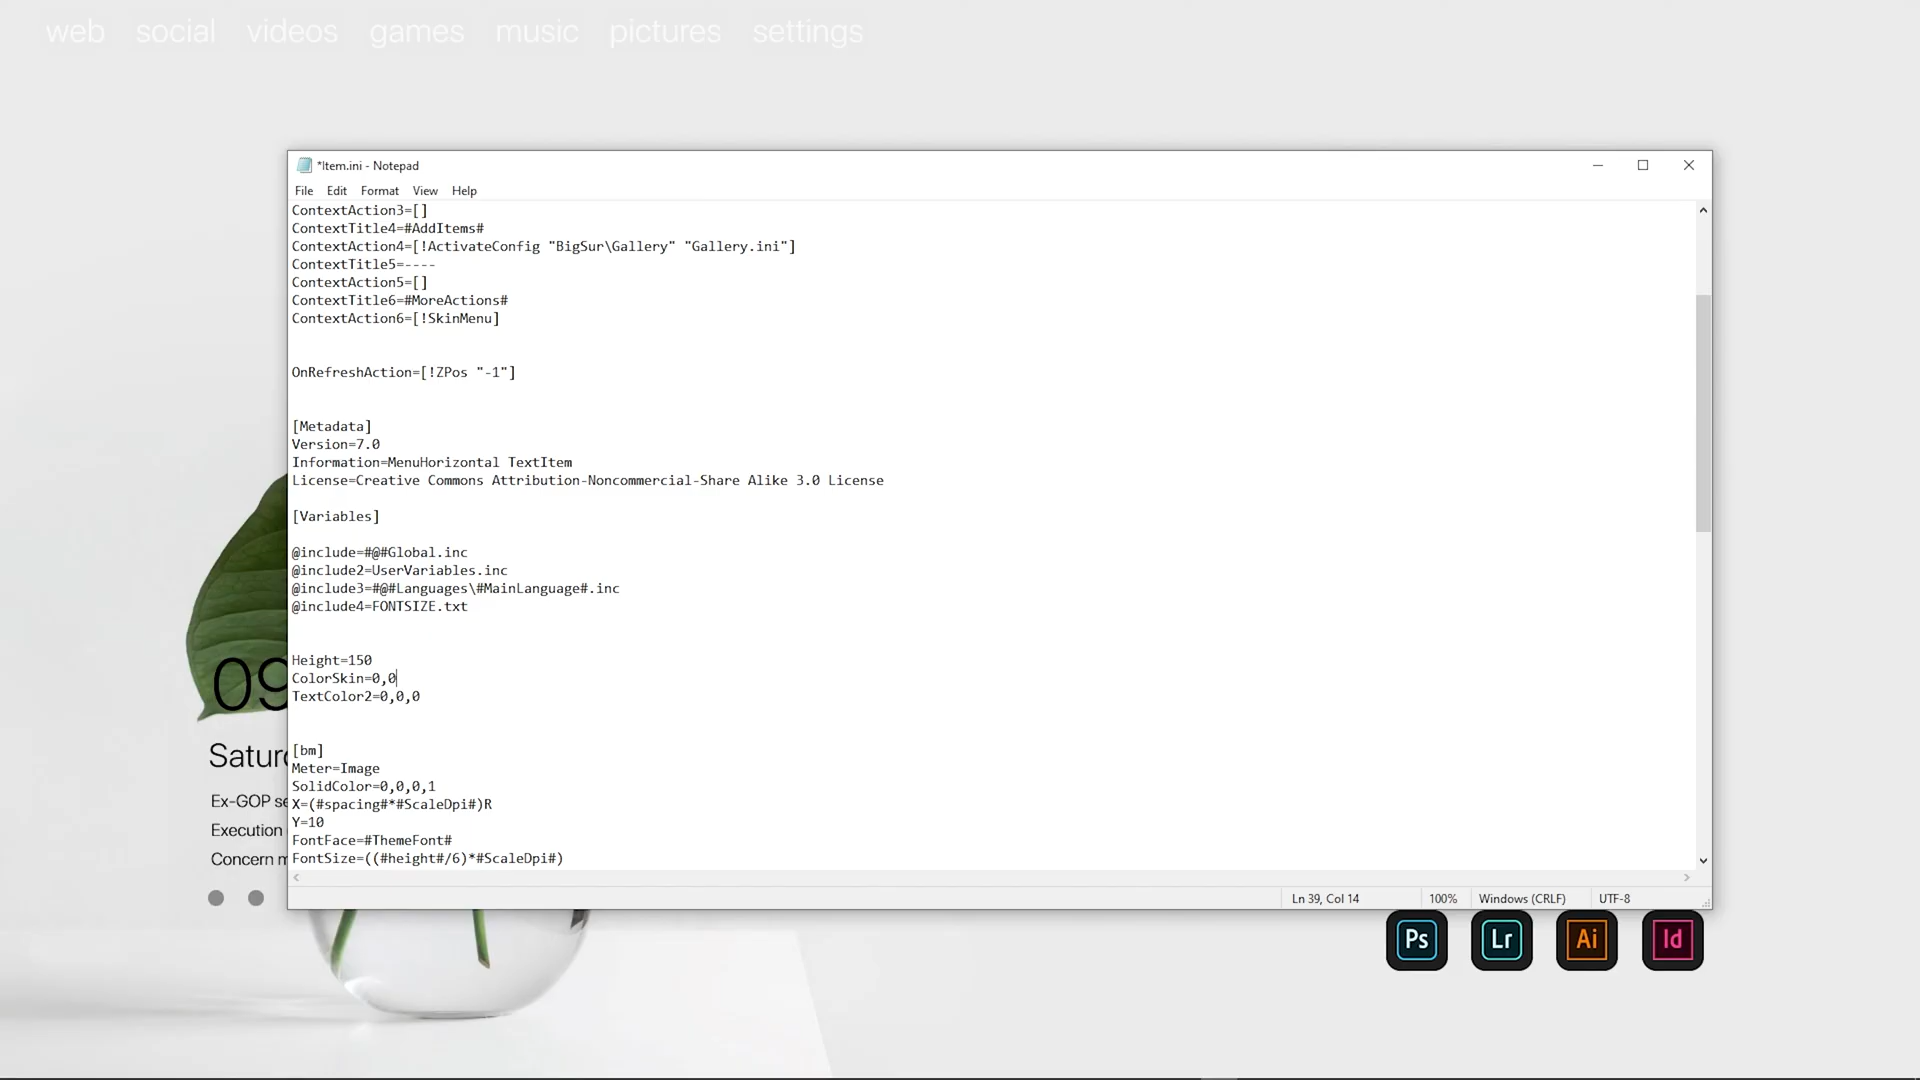 web social videos games music pictures settings
*Item.ini - Notepad
File Edit Format View Help
ContextAction3=[]
ContextTitle4=#AddItems#
ContextAction4=[!ActivateConfig "BigSur\Gallery" "Gallery.ini"]
ContextTitle5=----
ContextAction5=[]
ContextTitle6=#MoreActions#
ContextAction6=[!SkinMenu]
OnRefreshAction=[!ZPos "-1"]
[Metadata]
Version=7.0
Information=MenuHorizontal TextItem
License=Creative Commons Attribution-Noncommercial-Share Alike 3.0 License
[Variables]
@include=#@#Global.inc
@include2=UserVariables.inc
@include3=#@#Languages\#MainLanguage#.inc
@include4=FONTSIZE.txt
Height=150
ColorSkin=0,0
TextColor2=0,0,0
[bm]
Meter=Image
SolidColor=0,0,0,1
X=(#spacing#*#ScaleDpi#)R
Y=10
FontFace=#ThemeFont#
FontSize=((#height#/6)*#ScaleDpi#)
09
Satur
Ex-GOP se
Execution
Concern m
Ln 39, Col 14 100% Windows (CRLF) UTF-8
Ps Lr Ai Id